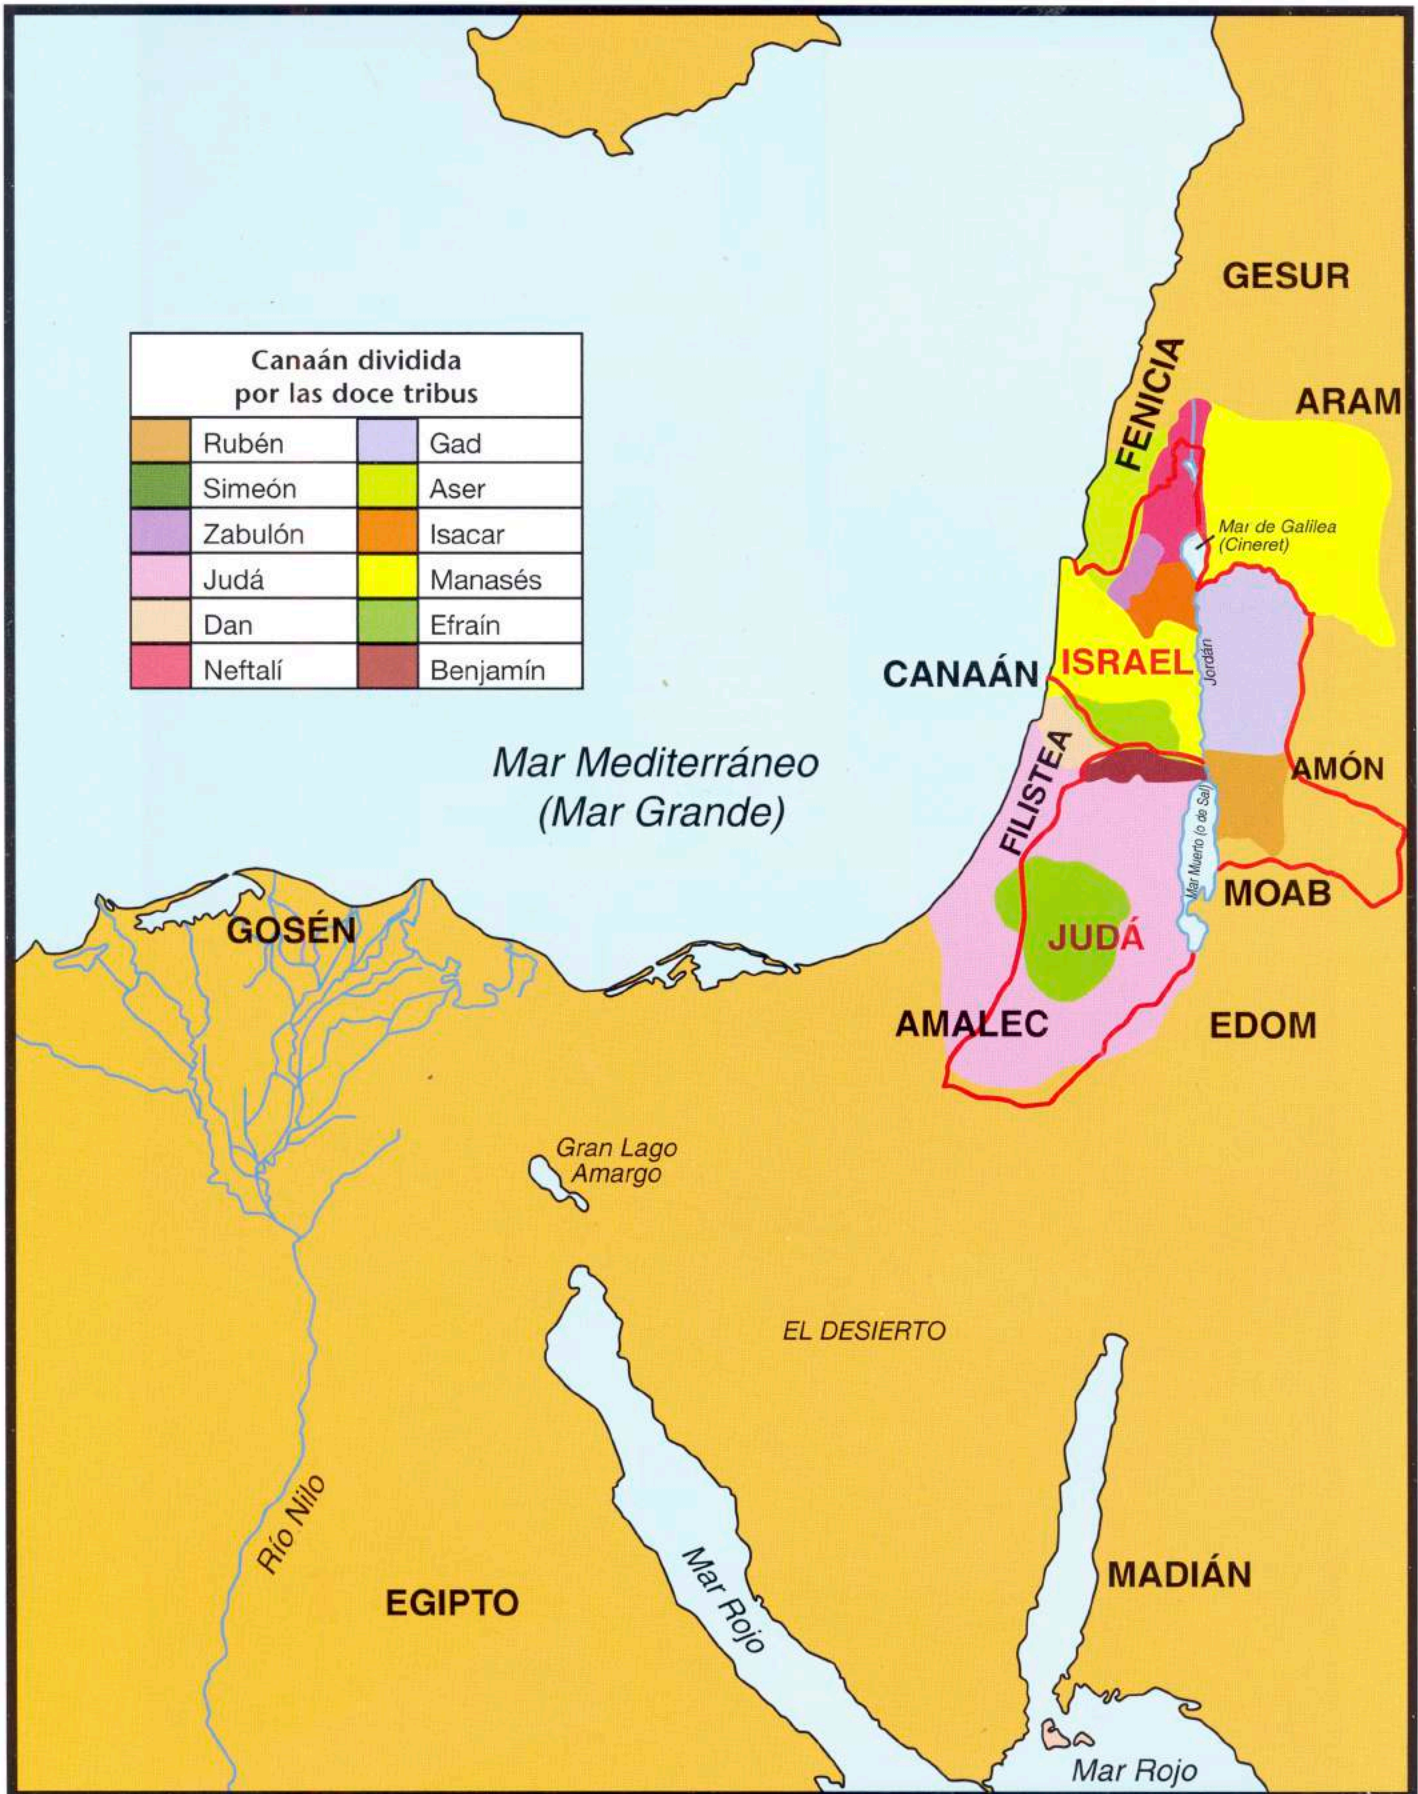 GESUR
FENICIA
ARAM
Canaán dividida
por las doce tribus
Rubén Gad
Simeón Aser
Zabulón Isacar
Judá Manasés
Dan Efraín
Neftalí Benjamín
Mar de Galilea
(Cineret)
CANAÁN
ISRAEL
Jordán
Mar Mediterráneo
(Mar Grande)
FILISTEA
AMÓN
Mar Muerto (o de Sal)
MOAB
GOSÉN
JUDÁ
AMALEC
EDOM
Gran Lago
Amargo
EL DESIERTO
Río Nilo
EGIPTO
Mar Rojo
MADIÁN
Mar Rojo